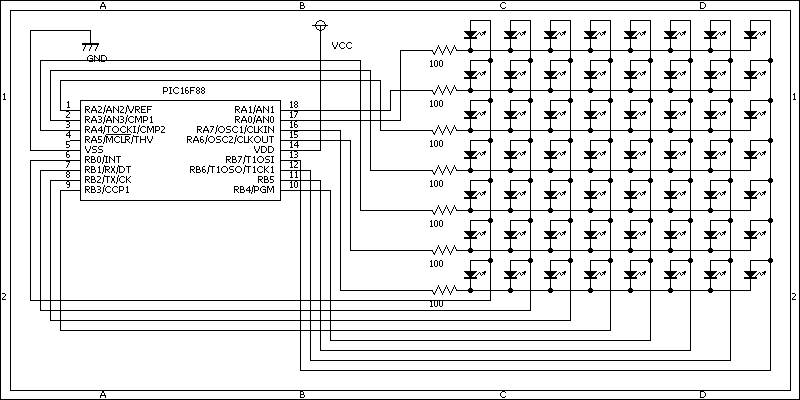 A B C D
VCC
GND
100
PIC16F88
1 1
100
1 RA2/AN2/VREF RA1/AN1 18
2 RA3/AN3/CMP1 RA0/AN0 17
3 RA4/TOCKI/CMP2 RA7/OSC1/CLKIN 16
4 RA5/MCLR/THV RA6/OSC2/CLKOUT 15
100
5 VSS VDD 14
6 RB0/INT RB7/T1OSI 13
7 RB1/RX/DT RB6/T1OSO/T1CK1 12
8 RB2/TX/CK RB5 11
100
9 RB3/CCP1 RB4/PGM 10
100
100
2 2
100
A B C D